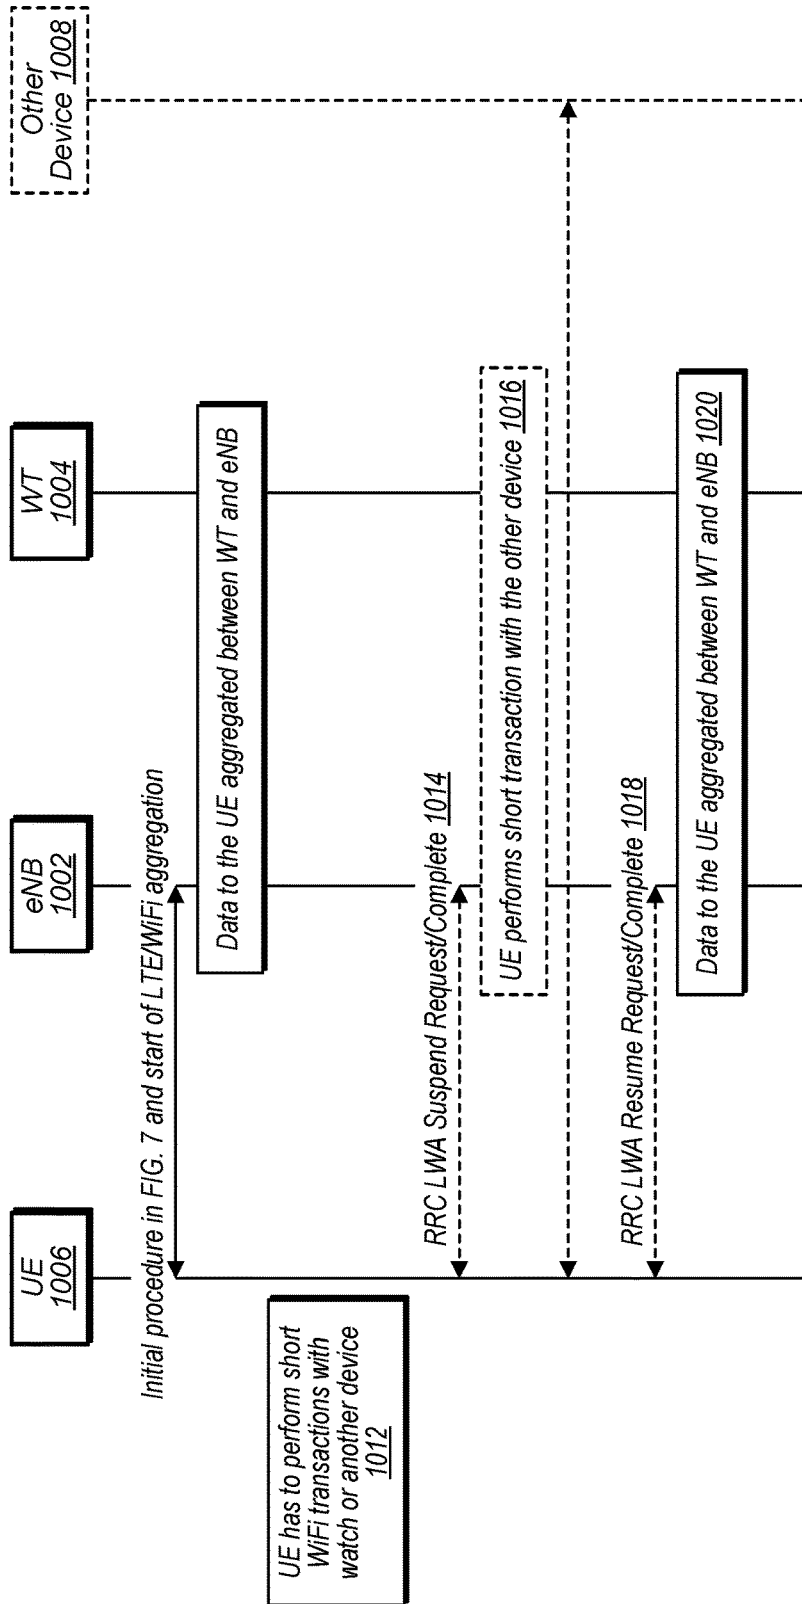 UE
1006
eNB
1002
WT
1004
Other
Device 1008
Initial procedure in FIG. 7 and start of LTE/WiFi aggregation
Data to the UE aggregated between WT and eNB
UE has to perform short
WiFi transactions with
watch or another device
1012
RRC LWA Suspend Request/Complete 1014
UE performs short transaction with the other device 1016
RRC LWA Resume Request/Complete 1018
Data to the UE aggregated between WT and eNB 1020